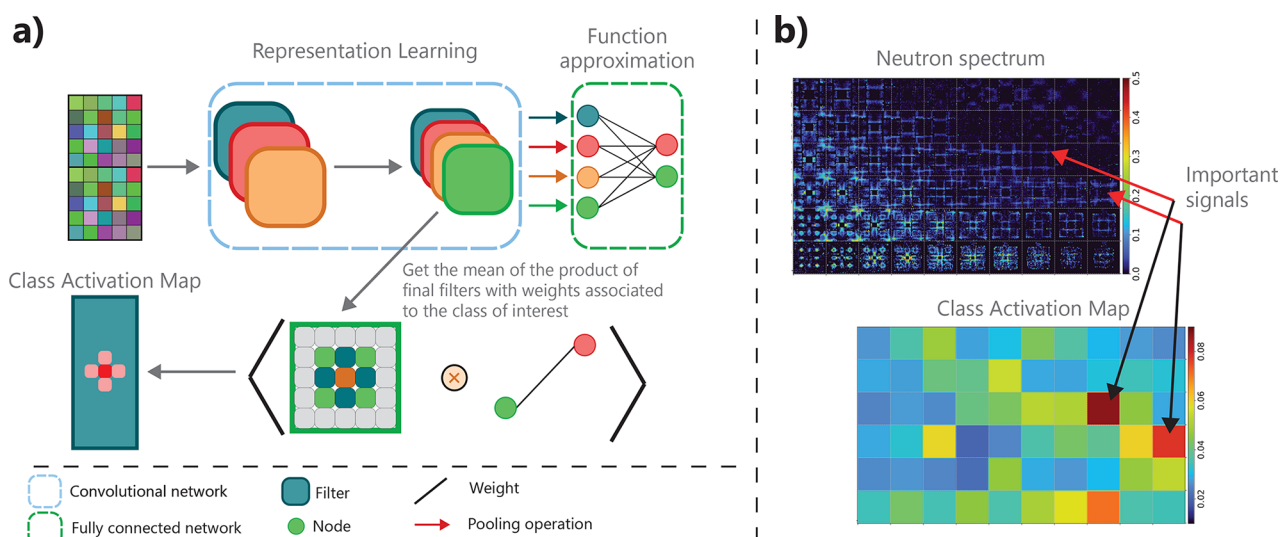 a)
Representation Learning
Function
approximation
Class Activation Map
Get the mean of the product of
final filters with weights associated
to the class of interest
×
Convolutional network
Filter
Weight
Fully connected network
Node
Pooling operation
b)
Neutron spectrum
0.5
0.4
0.3
0.2
0.1
0.0
Important
signals
Class Activation Map
0.08
0.06
0.04
0.02